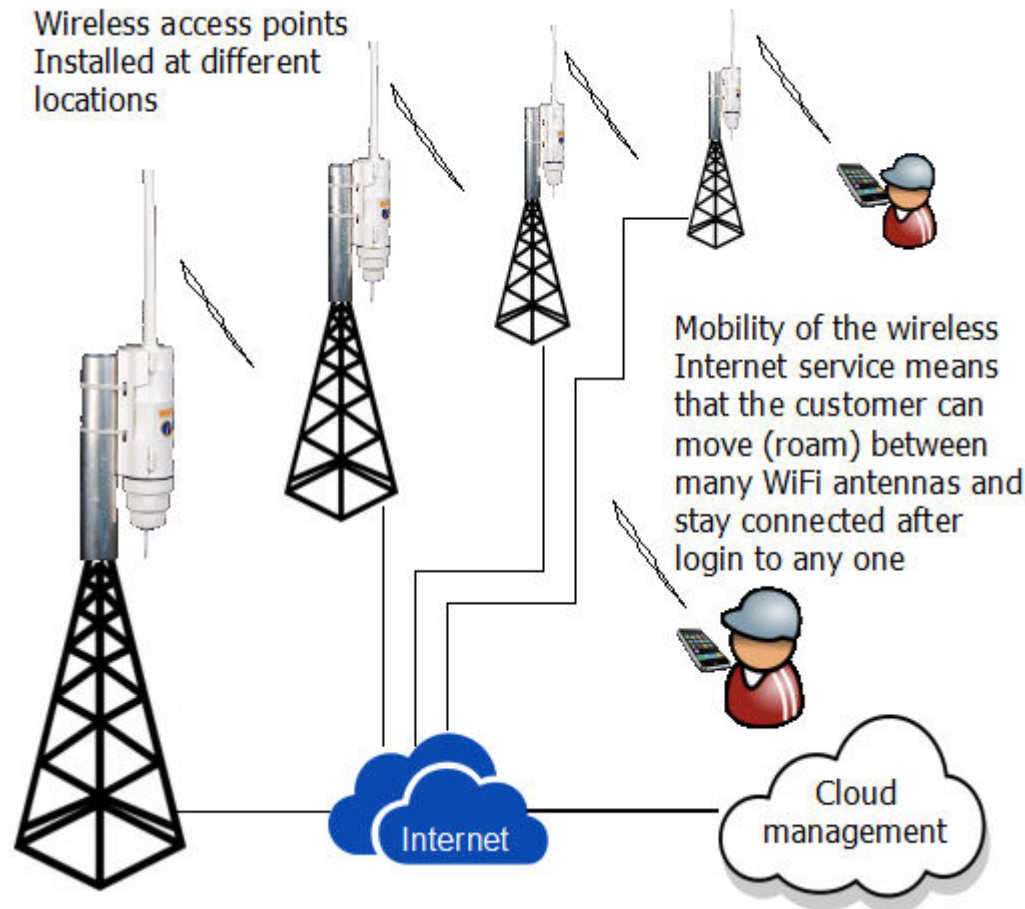 Wireless access points
Installed at different
locations
Mobility of the wireless
Internet service means
that the customer can
move (roam) between
many WiFi antennas and
stay connected after
login to any one
Internet
Cloud
management